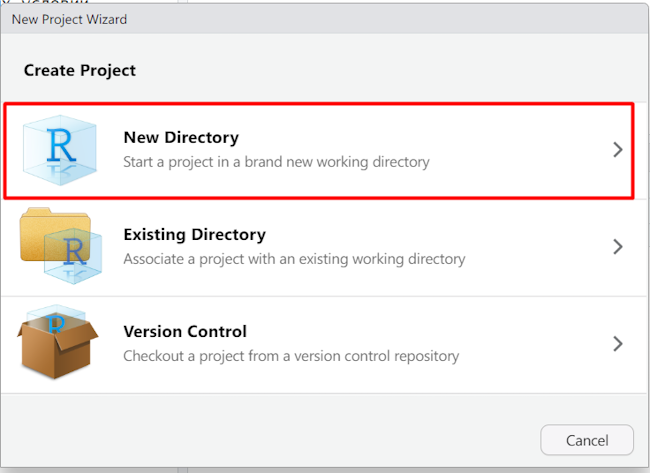 х, условий
New Project Wizard
Create Project
R
New Directory
Start a project in a brand new working directory
R
Existing Directory
Associate a project with an existing working directory
R
Version Control
Checkout a project from a version control repository
Cancel